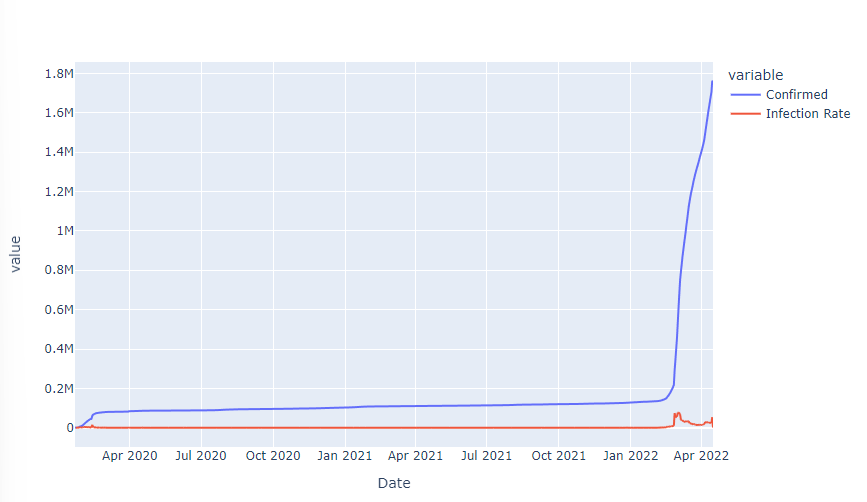 variable
Confirmed
Infection Rate
1.8M
1.6M
1.4M
1.2M
1M
0.8M
0.6M
0.4M
0.2M
0
value
Apr 2020 Jul 2020 Oct 2020 Jan 2021 Apr 2021 Jul 2021 Oct 2021 Jan 2022 Apr 2022
Date